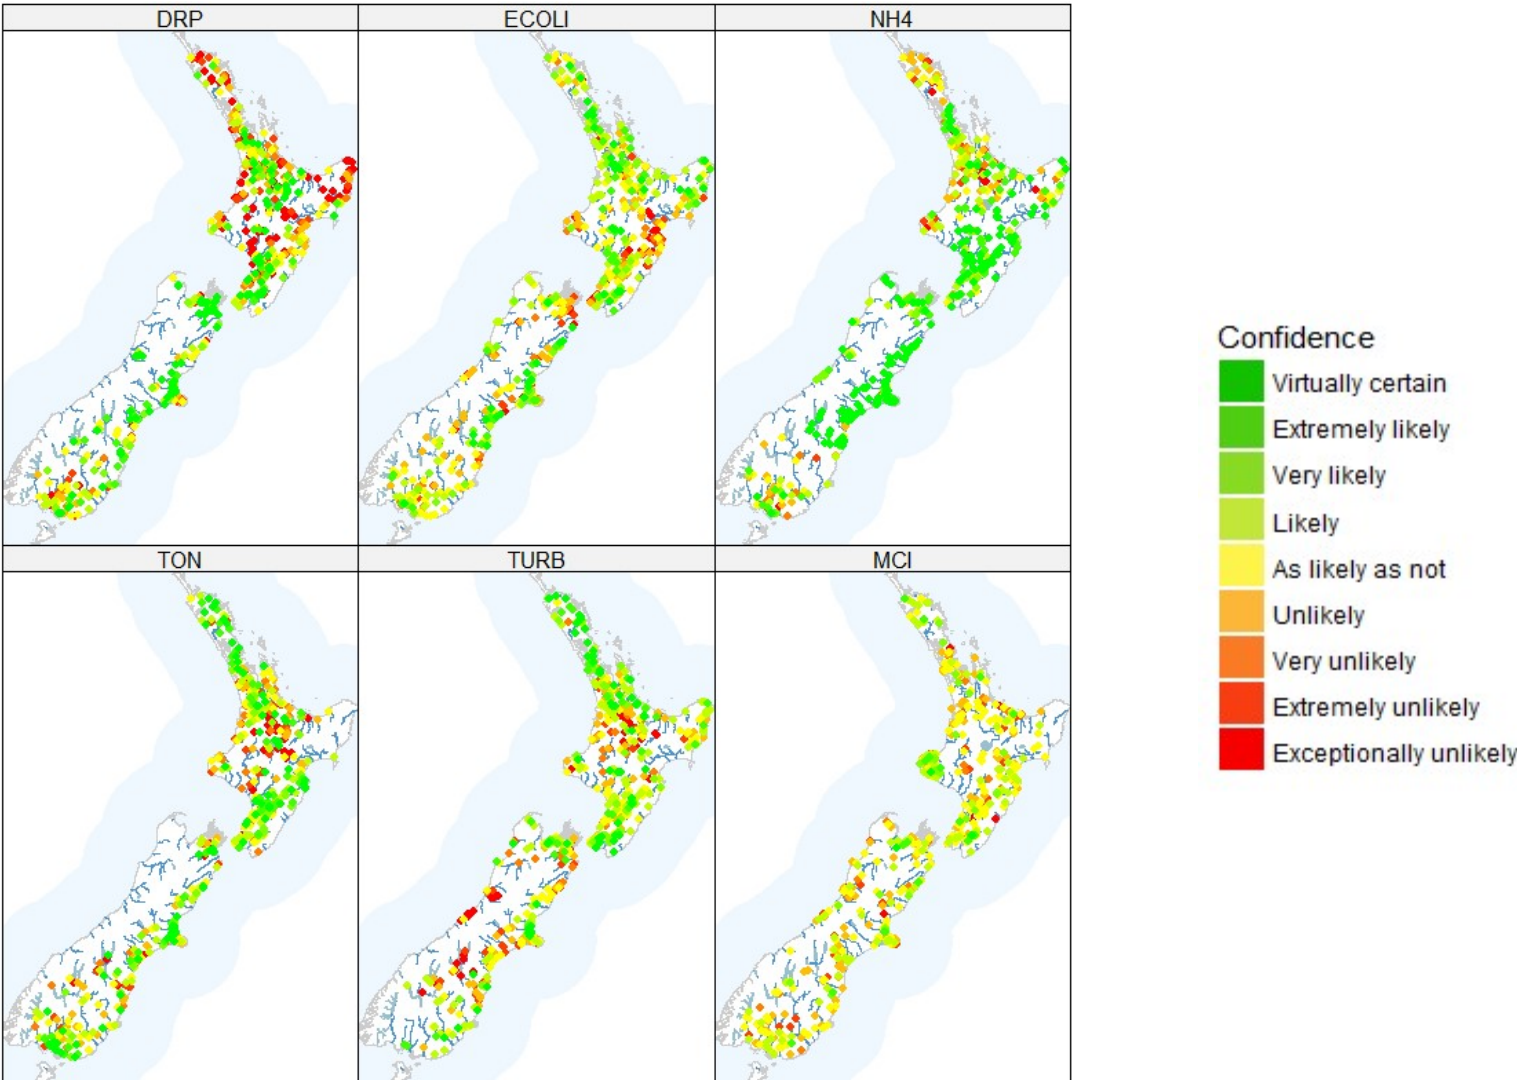 DRP
ECOLI
NH4
TON
TURB
MCI
Confidence
Virtually certain
Extremely likely
Very likely
Likely
As likely as not
Unlikely
Very unlikely
Extremely unlikely
Exceptionally unlikely